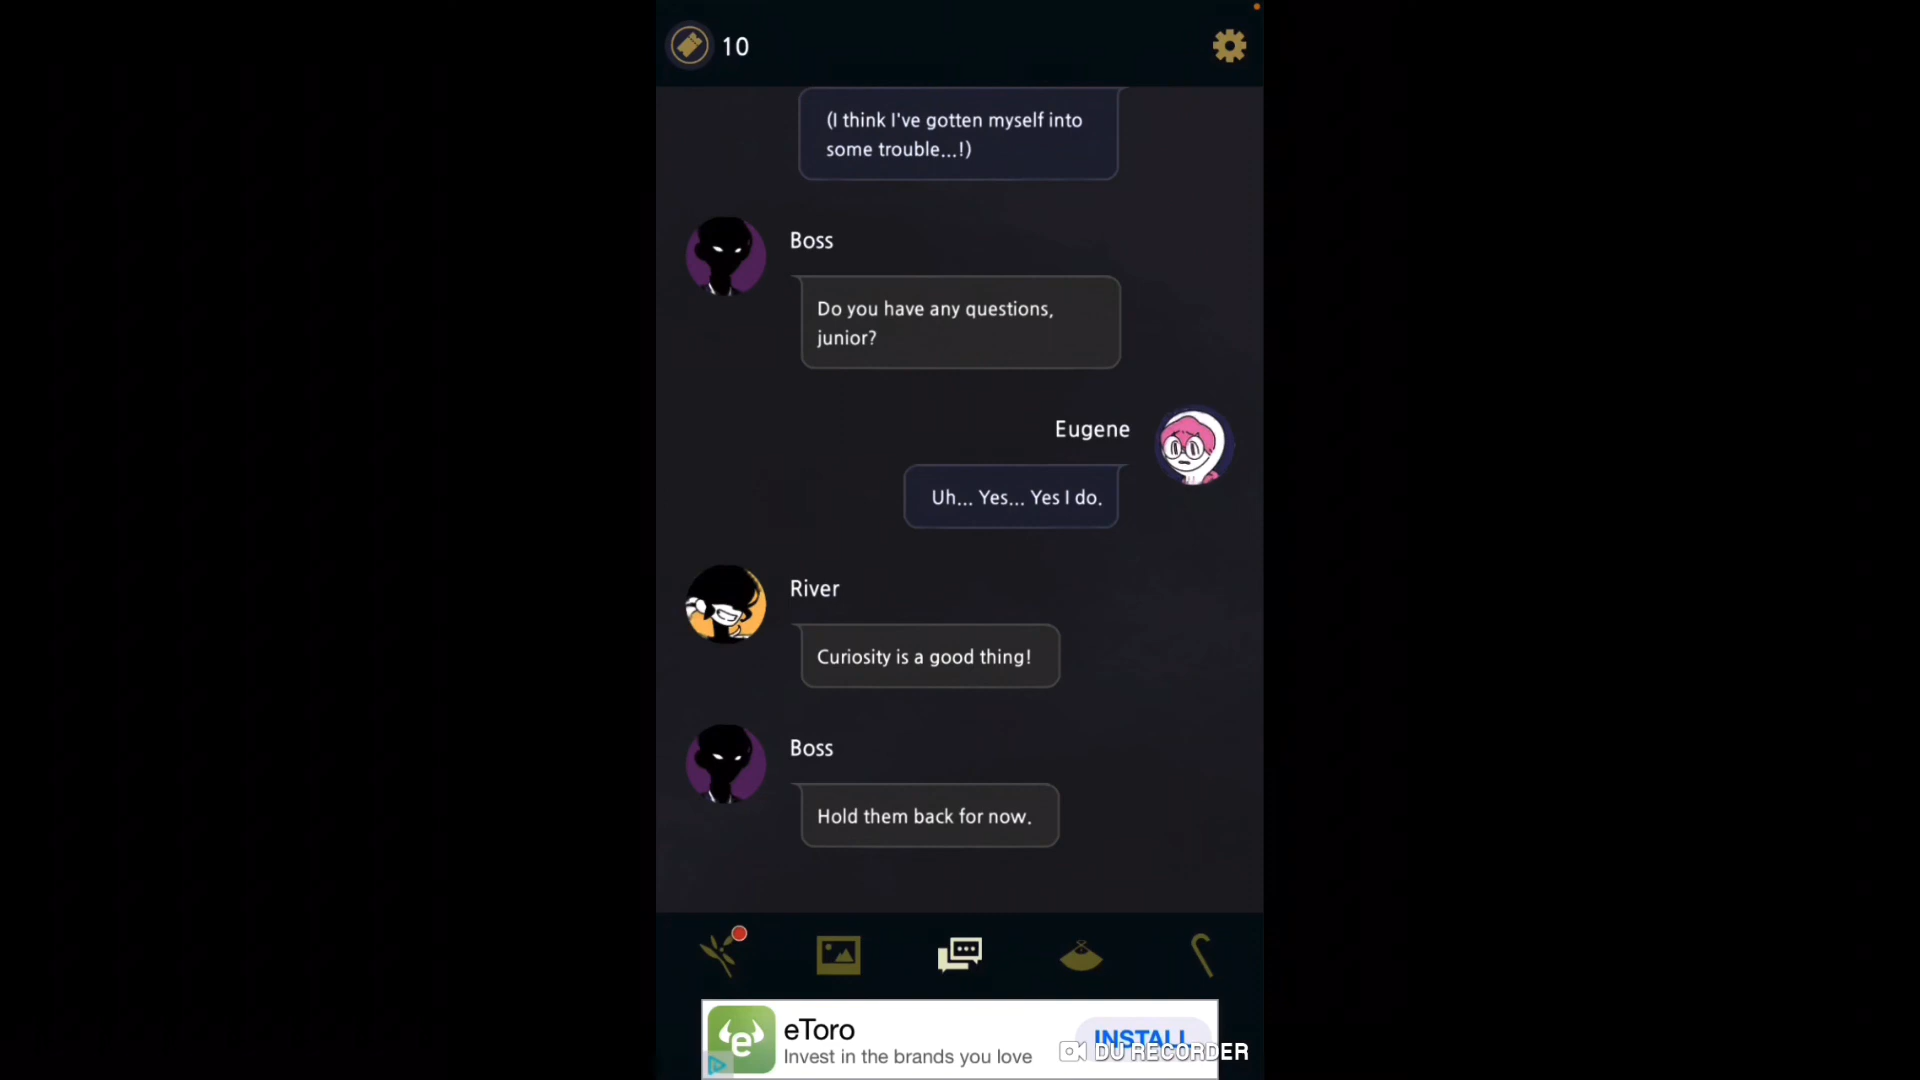 10
(I think I've gotten myself into
some trouble...!)
Boss
Do you have any questions,
junior?
Eugene
Uh... Yes... Yes I do.
River
Curiosity is a good thing!
Boss
Hold them back for now.
eToro
Invest in the brands you love
INSTALL
DU RECORDER